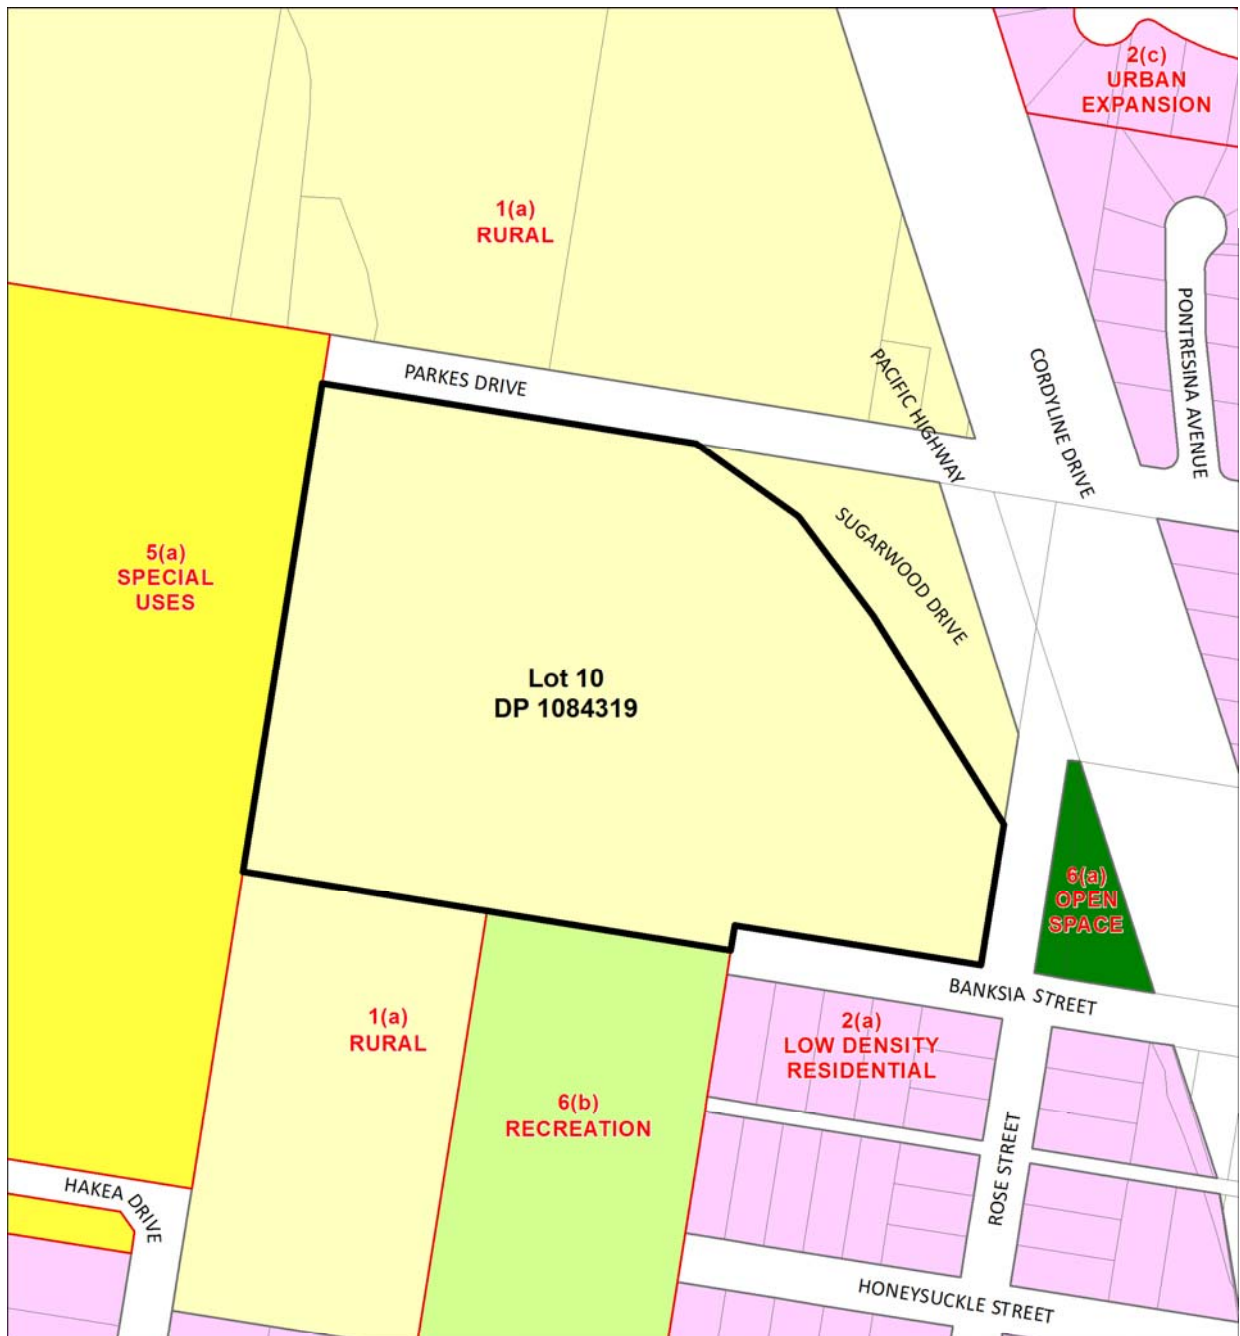 2(c)
URBAN
EXPANSION
1(a)
RURAL
PONTRESINA AVENUE
PARKES DRIVE
PACIFIC HIGHWAY
CORDYLINE DRIVE
SUGARWOOD DRIVE
5(a)
SPECIAL
USES
Lot 10
DP 1084319
6(a)
OPEN
SPACE
BANKSIA STREET
1(a)
RURAL
2(a)
LOW DENSITY
RESIDENTIAL
6(b)
RECREATION
ROSE STREET
HAKEA DRIVE
HONEYSUCKLE STREET